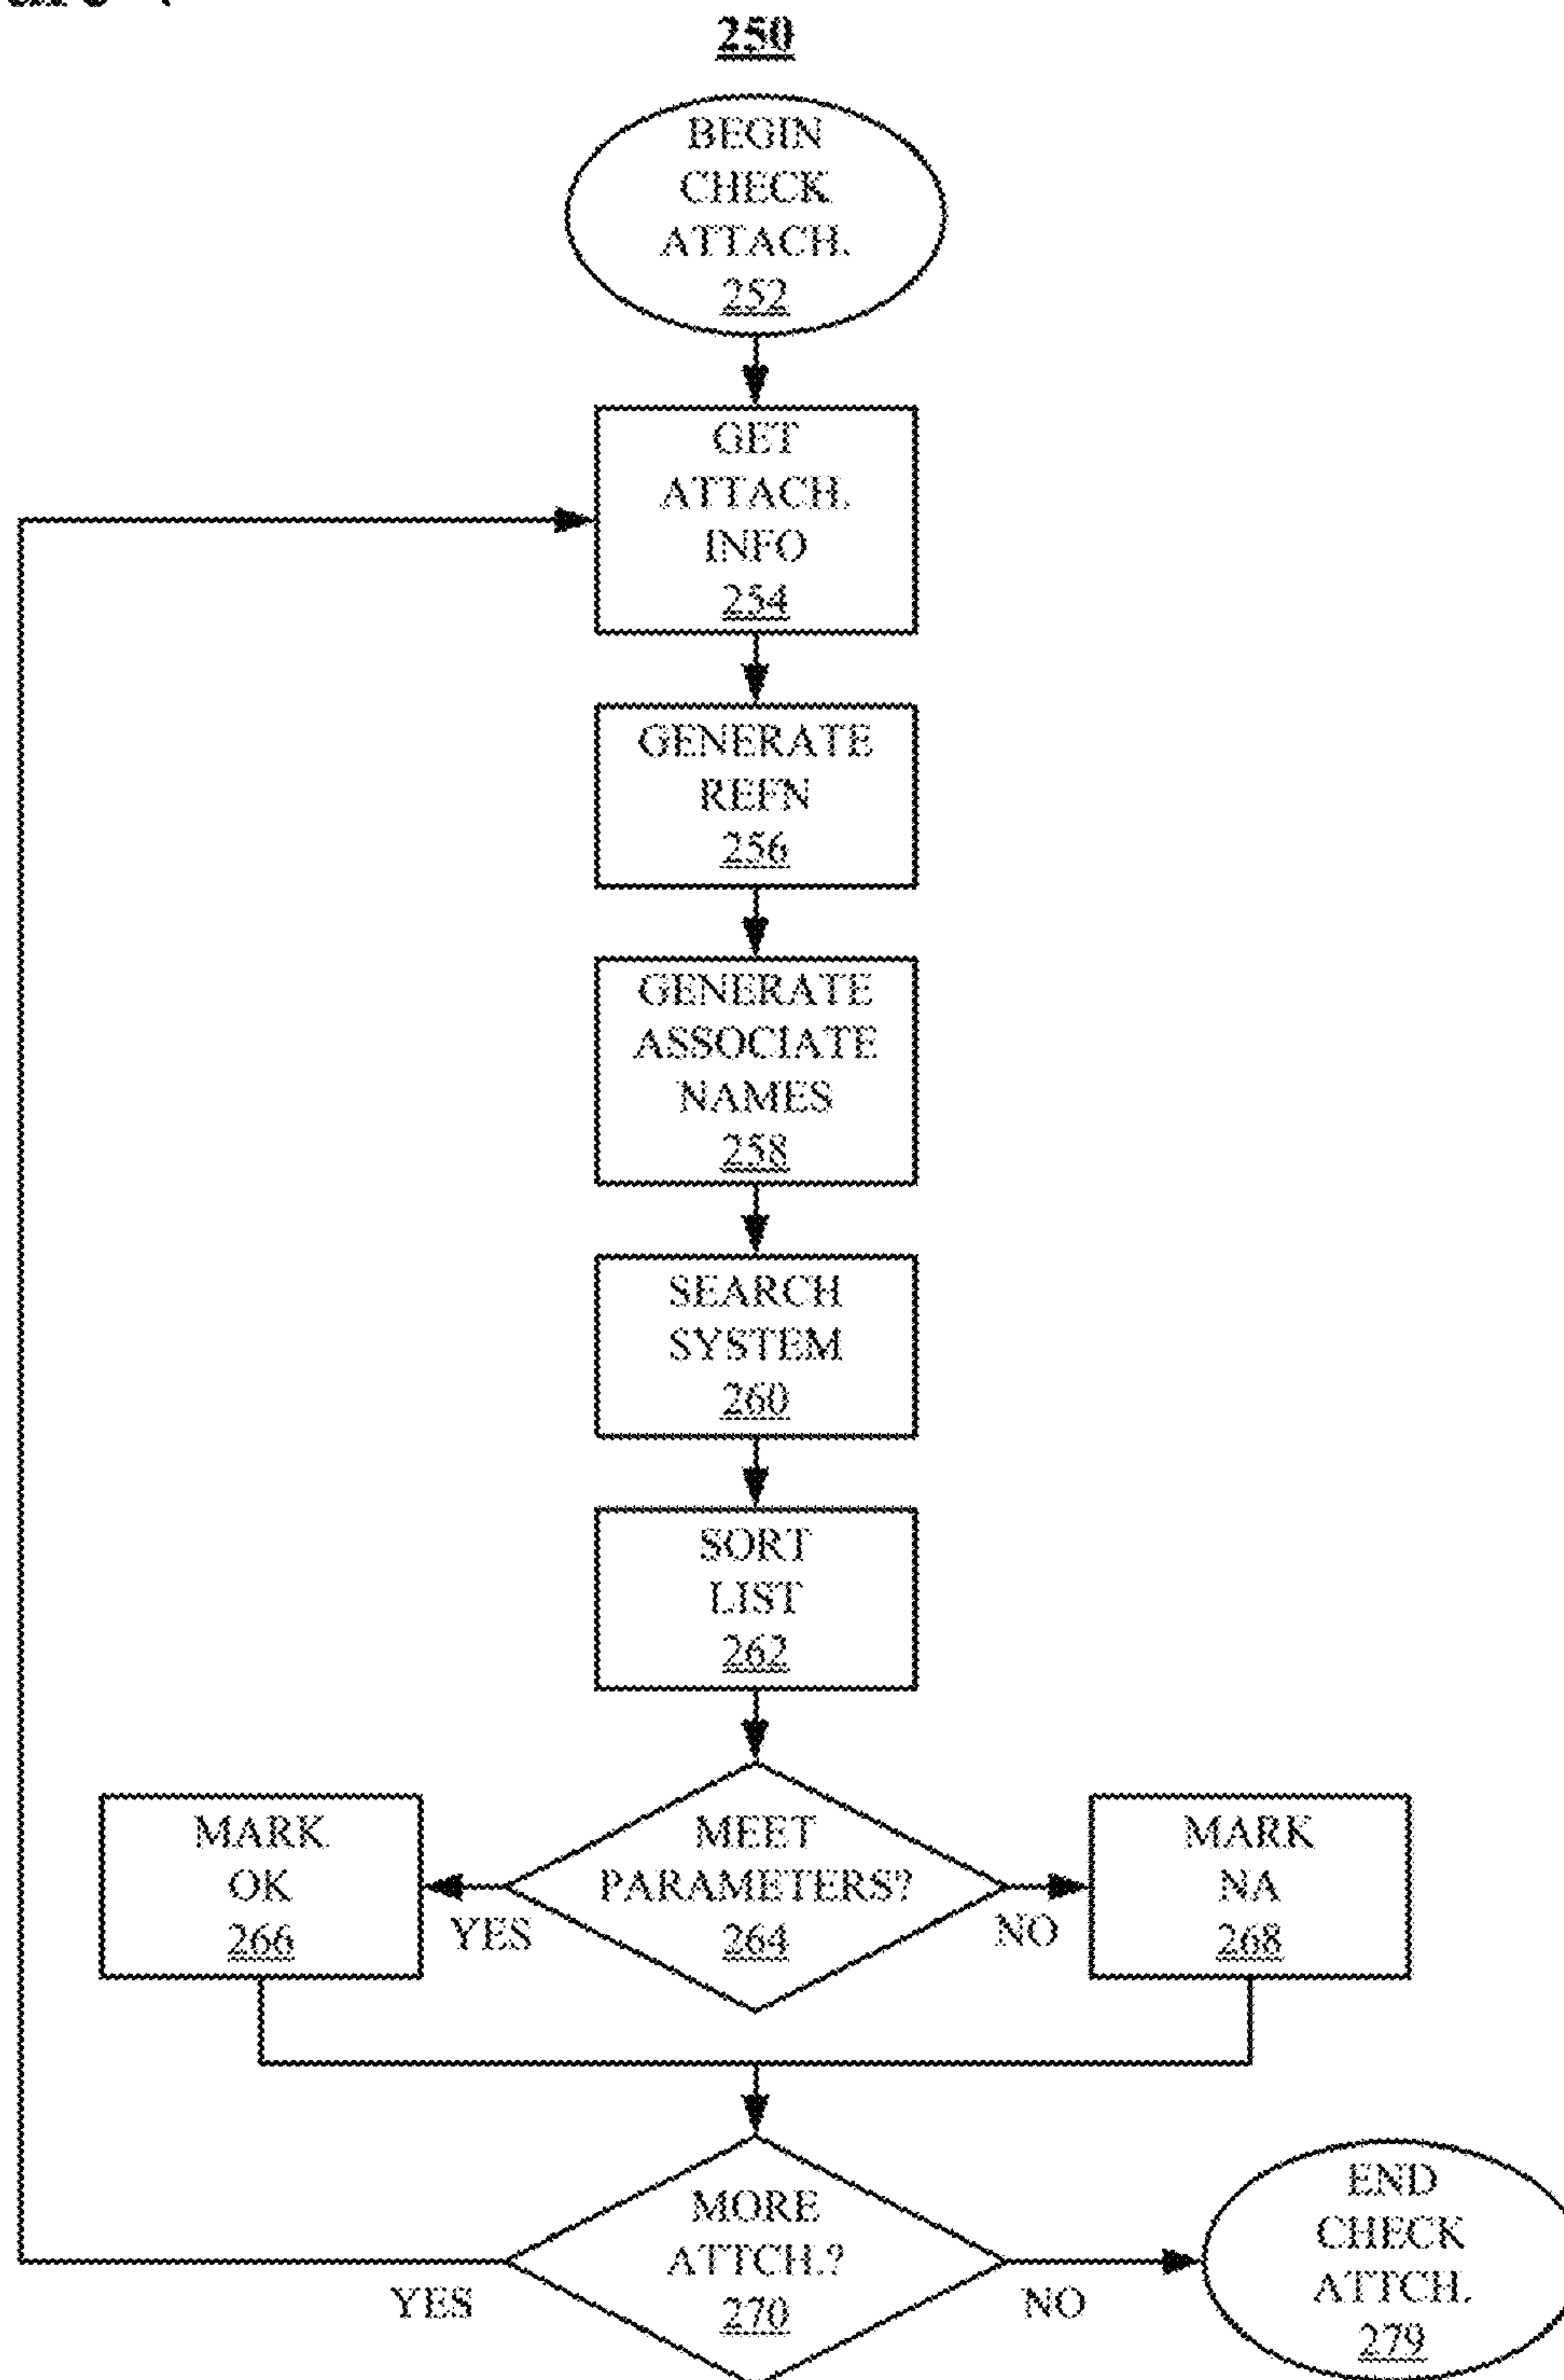 250
BEGIN
CHECK
ATTACH.
252
GET
ATTACH.
INFO
254
GENERATE
REFN
256
GENERATE
ASSOCIATE
NAMES
258
SEARCH
SYSTEM
260
SORT
LIST
262
MARK
OK
266
YES
MEET
PARAMETERS?
264
NO
MARK
NA
268
MORE
ATTCH.?
270
YES
NO
END
CHECK
ATTCH.
279